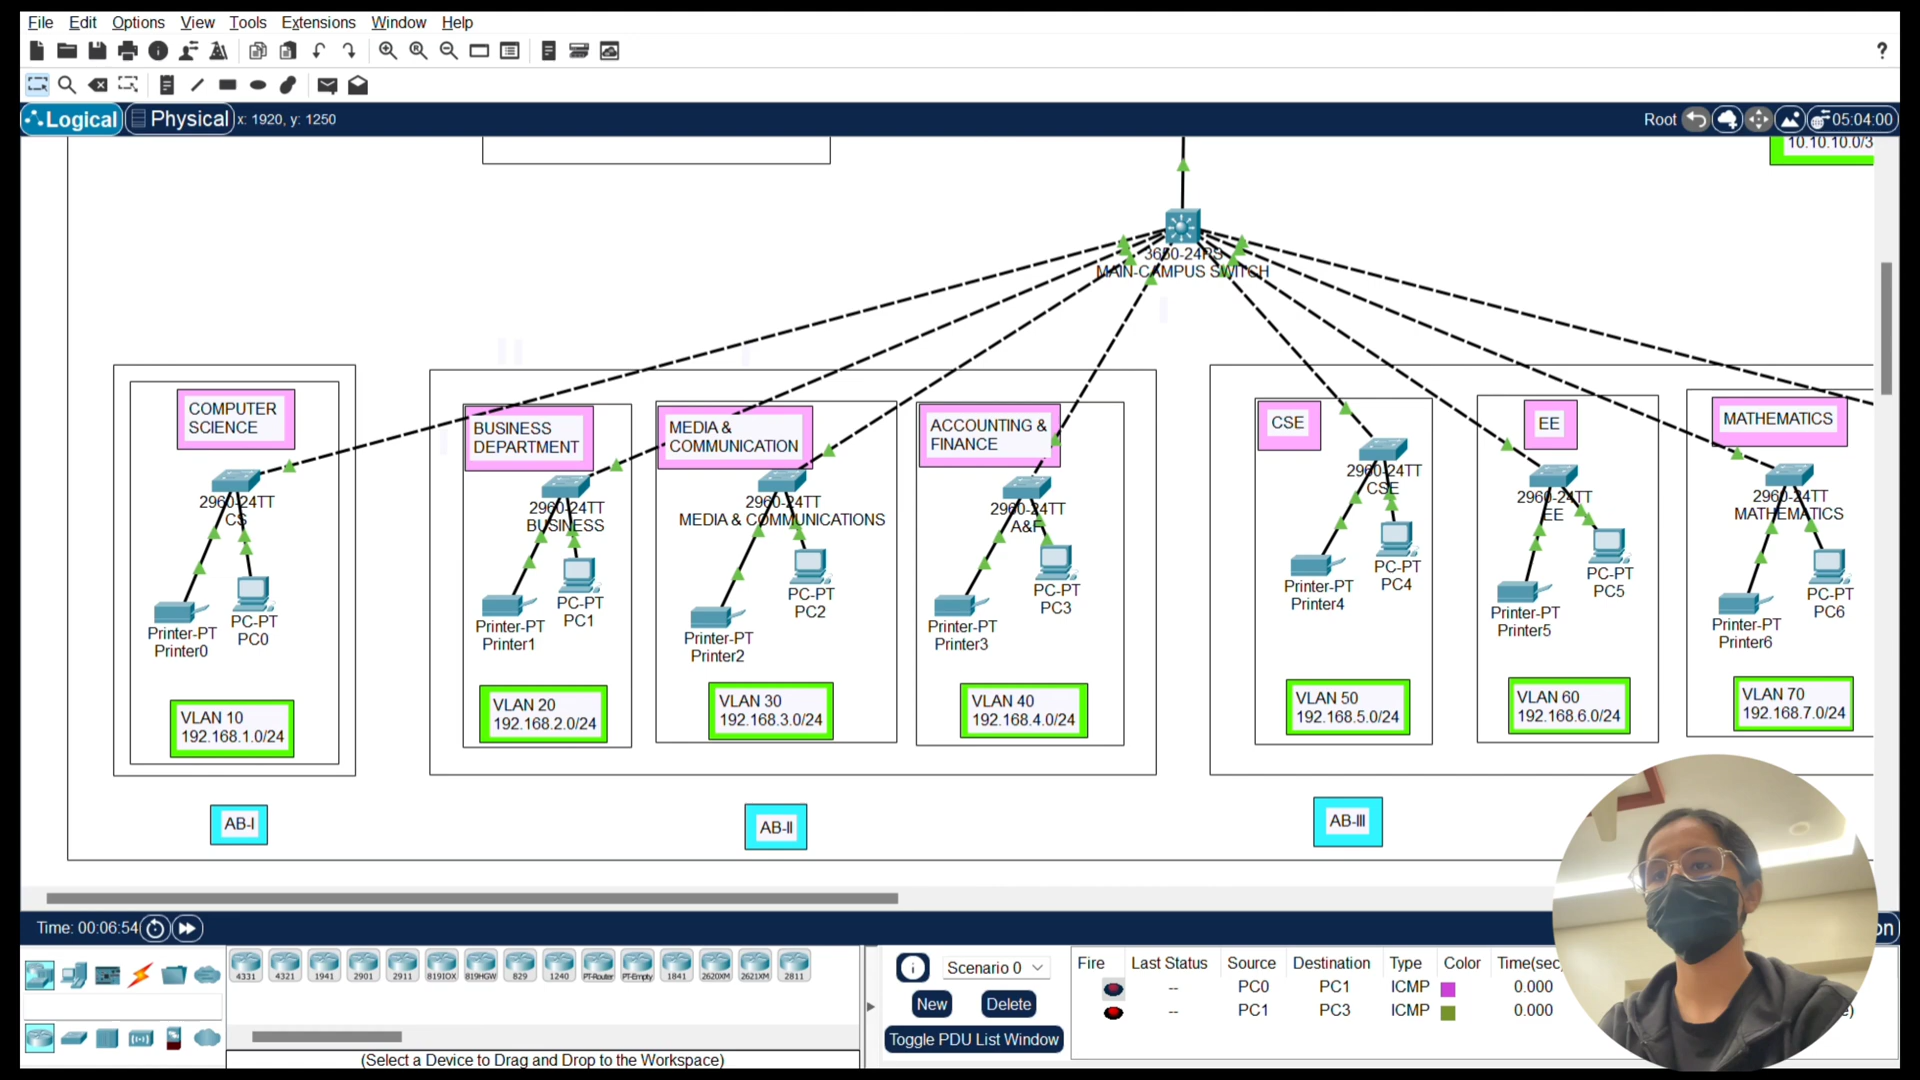 File Edit Options View Tools Extensions Window Help
?
Logical Physical x: 1920, y: 1250
Root 05:04:00
10.10.10.0/3
3650-24PS
MAIN-CAMPUS SWITCH
COMPUTER
SCIENCE
2960-24TT
CS
Printer-PT
Printer0
PC-PT
PC0
VLAN 10
192.168.1.0/24
AB-I
BUSINESS
DEPARTMENT
2960-24TT
BUSINESS
Printer-PT
Printer1
PC-PT
PC1
VLAN 20
192.168.2.0/24
MEDIA &
COMMUNICATION
2960-24TT
MEDIA & COMMUNICATIONS
Printer-PT
Printer2
PC-PT
PC2
VLAN 30
192.168.3.0/24
ACCOUNTING &
FINANCE
2960-24TT
A&F
Printer-PT
Printer3
PC-PT
PC3
VLAN 40
192.168.4.0/24
AB-II
CSE
2960-24TT
CSE
Printer-PT
Printer4
PC-PT
PC4
VLAN 50
192.168.5.0/24
EE
2960-24TT
EE
Printer-PT
Printer5
PC-PT
PC5
VLAN 60
192.168.6.0/24
MATHEMATICS
2960-24TT
MATHEMATICS
Printer-PT
Printer6
PC-PT
PC6
VLAN 70
192.168.7.0/24
AB-III
Time: 00:06:54
on
4331 4321 1941 2901 2911 819IOX 819HGW 829 1240 PT-Router PT-Empty 1841 2620XM 2621XM 2811
(Select a Device to Drag and Drop to the Workspace)
Scenario 0
New Delete
Toggle PDU List Window
Fire Last Status Source Destination Type Color Time(sec
-- PC0 PC1 ICMP 0.000
-- PC1 PC3 ICMP 0.000